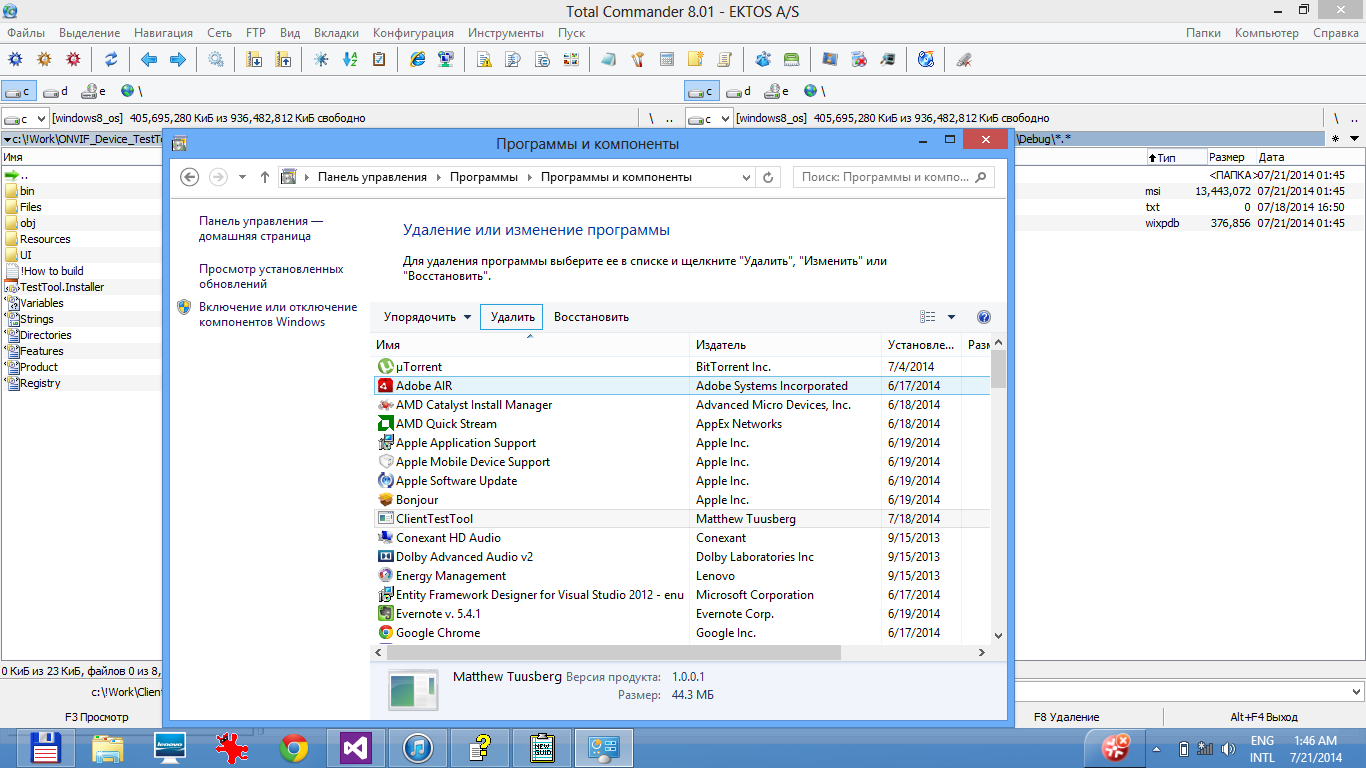 Total Commander 8.01 - EKTOS A/S
Файлы Выделение Навигация Сеть FTP Вид Вкладки Конфигурация Инструменты Пуск Папки Компьютер Справка
c d e \ c d e \
c [windows8_os] 405,695,280 КиБ из 936,482,812 КиБ свободно \ .. c [windows8_os] 405,695,280 КиБ из 936,482,812 КиБ свободно \ ..
c:\!Work\ONVIF_Device_TestTo
\Debug\*.* *
Имя
..
bin
Files
obj
Resources
UI
!How to build
TestTool.Installer
Variables
Strings
Directories
Features
Product
Registry
Тип Размер Дата
<ПАПКА> 07/21/2014 01:45
msi 13,443,072 07/21/2014 01:45
txt 0 07/18/2014 16:50
wixpdb 376,856 07/21/2014 01:45
Программы и компоненты
Панель управления Программы Программы и компоненты
Поиск: Программы и компо...
Панель управления —
домашняя страница
Просмотр установленных
обновлений
Включение или отключение
компонентов Windows
Удаление или изменение программы
Для удаления программы выберите ее в списке и щелкните "Удалить", "Изменить" или
"Восстановить".
Упорядочить Удалить Восстановить
Имя Издатель Установле... Разм
µTorrent BitTorrent Inc. 7/4/2014
Adobe AIR Adobe Systems Incorporated 6/17/2014
AMD Catalyst Install Manager Advanced Micro Devices, Inc. 6/18/2014
AMD Quick Stream AppEx Networks 6/18/2014
Apple Application Support Apple Inc. 6/19/2014
Apple Mobile Device Support Apple Inc. 6/19/2014
Apple Software Update Apple Inc. 6/19/2014
Bonjour Apple Inc. 6/19/2014
ClientTestTool Matthew Tuusberg 7/18/2014
Conexant HD Audio Conexant 9/15/2013
Dolby Advanced Audio v2 Dolby Laboratories Inc 9/15/2013
Energy Management Lenovo 9/15/2013
Entity Framework Designer for Visual Studio 2012 - enu Microsoft Corporation 6/17/2014
Evernote v. 5.4.1 Evernote Corp. 6/19/2014
Google Chrome Google Inc. 6/17/2014
Matthew Tuusberg Версия продукта: 1.0.0.1
Размер: 44.3 МБ
0 КиБ из 23 КиБ, файлов 0 из 8,
c:\!Work\Clien
F3 Просмотр F8 Удаление Alt+F4 Выход
lenovo
NEW GUID
ENG 1:46 AM
INTL 7/21/2014